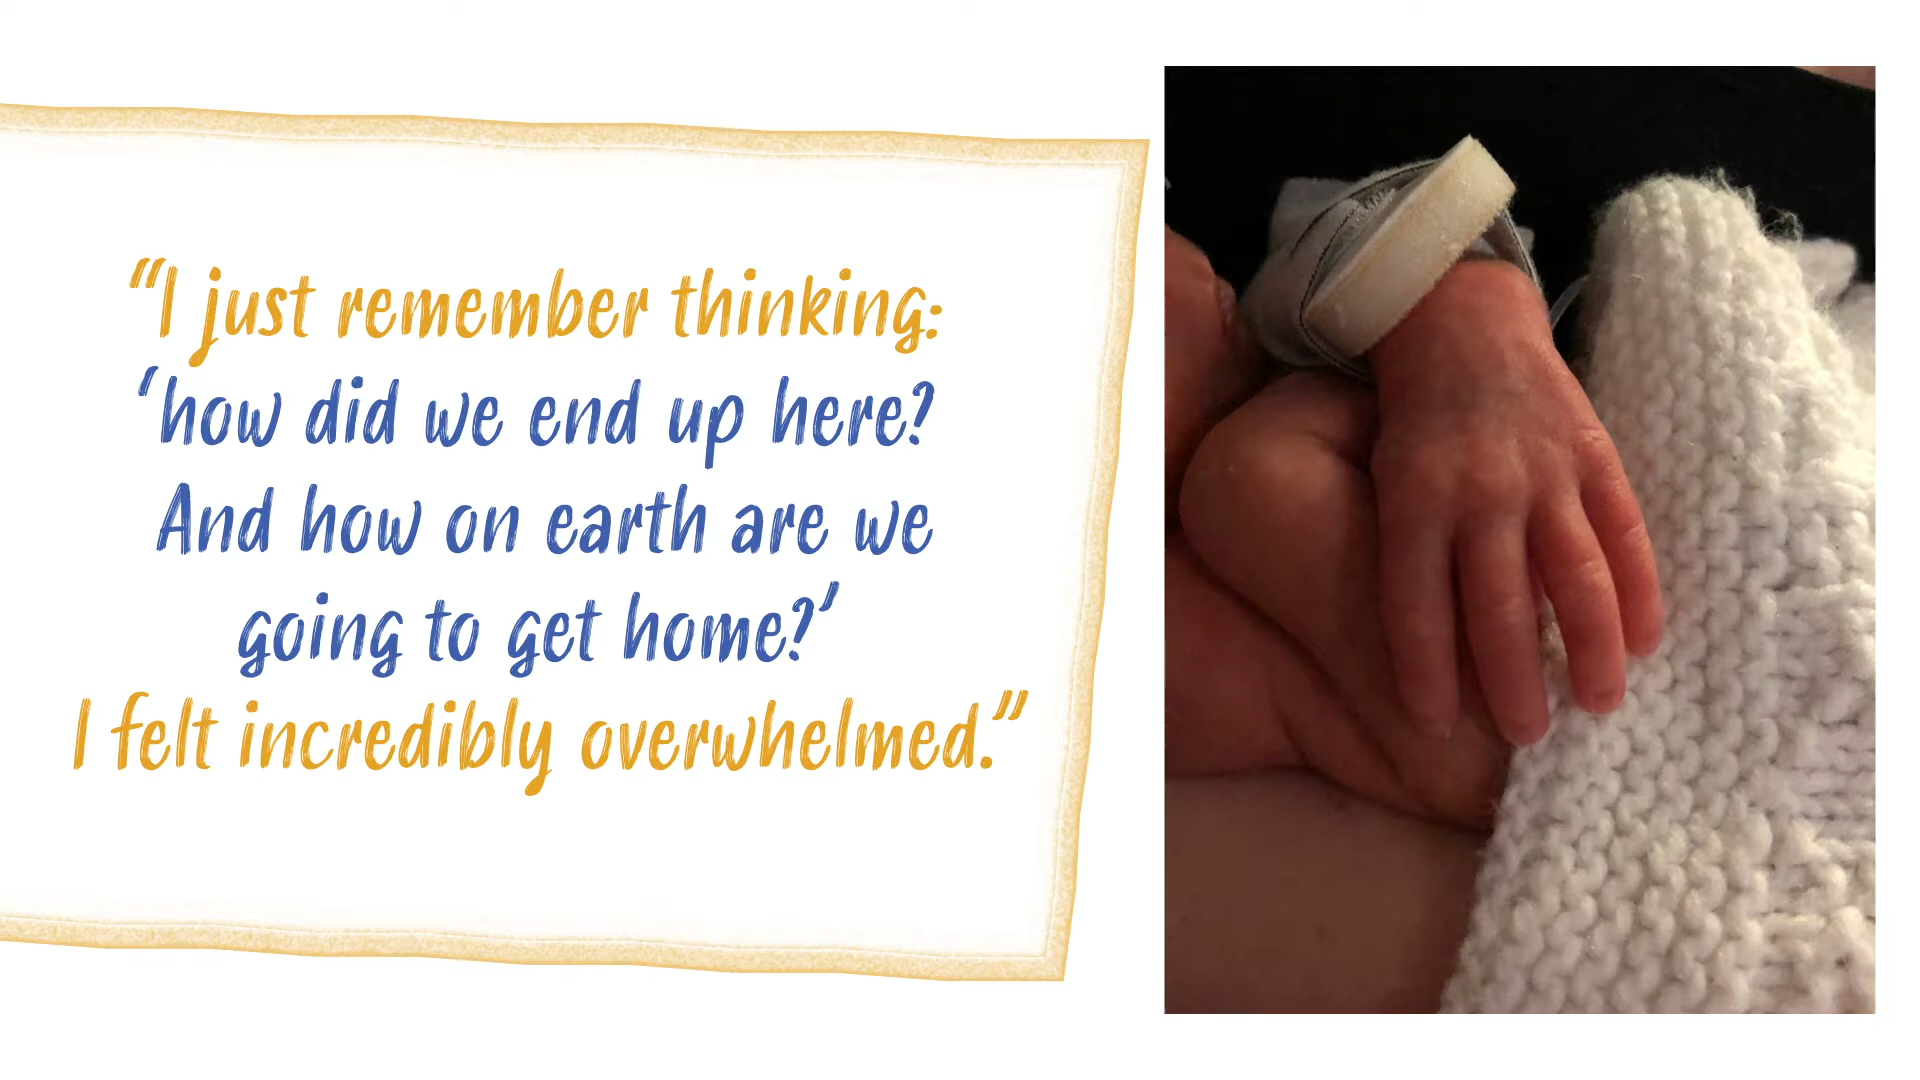 “I just remember thinking:
‘how did we end up here?
And how on earth are we
going to get home?’
I felt incredibly overwhelmed.”